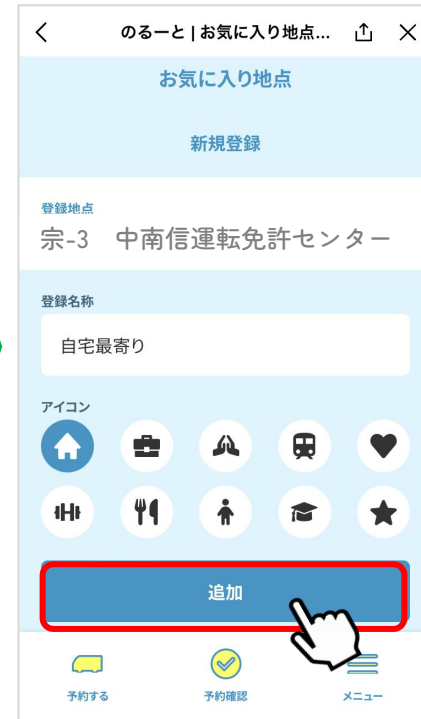 のるーと | お気に入り地点...
お気に入り地点
新規登録
登録地点
宗-3　中南信運転免許センター
登録名称
自宅最寄り
アイコン
追加
予約する
予約確認
メニュー